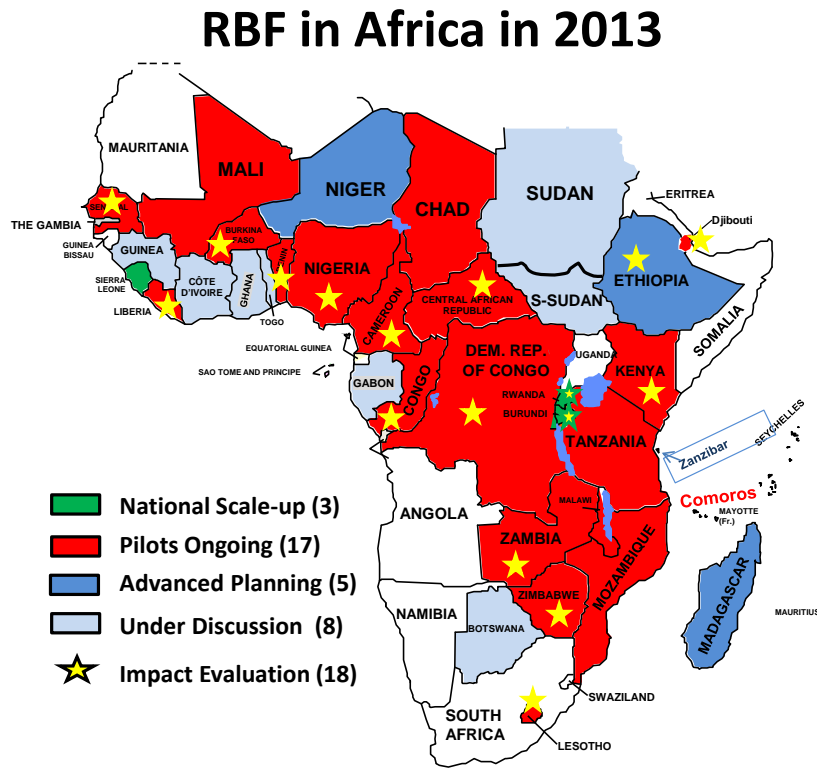 RBF in Africa in 2013
MAURITANIA
MALI
NIGER
CHAD
SUDAN
ERITREA
Djibouti
SENEGAL
THE GAMBIA
GUINEA
BISSAU
GUINEA
BURKINA
FASO
SIERRA
LEONE
LIBERIA
CÔTE
D'IVOIRE
GHANA
TOGO
NIGERIA
CAMEROON
CENTRAL AFRICAN
REPUBLIC
S-SUDAN
ETHIOPIA
SOMALIA
EQUATORIAL GUINEA
SAO TOME AND PRINCIPE
GABON
CONGO
DEM. REP.
OF CONGO
UGANDA
KENYA
RWANDA
BURUNDI
TANZANIA
Zanzibar
SEYCHELLES
Comoros
MAYOTTE
(Fr.)
ANGOLA
MALAWI
ZAMBIA
MOZAMBIQUE
ZIMBABWE
MADAGASCAR
MAURITIUS
NAMIBIA
BOTSWANA
SWAZILAND
SOUTH
AFRICA
LESOTHO
National Scale-up (3)
Pilots Ongoing (17)
Advanced Planning (5)
Under Discussion (8)
Impact Evaluation (18)